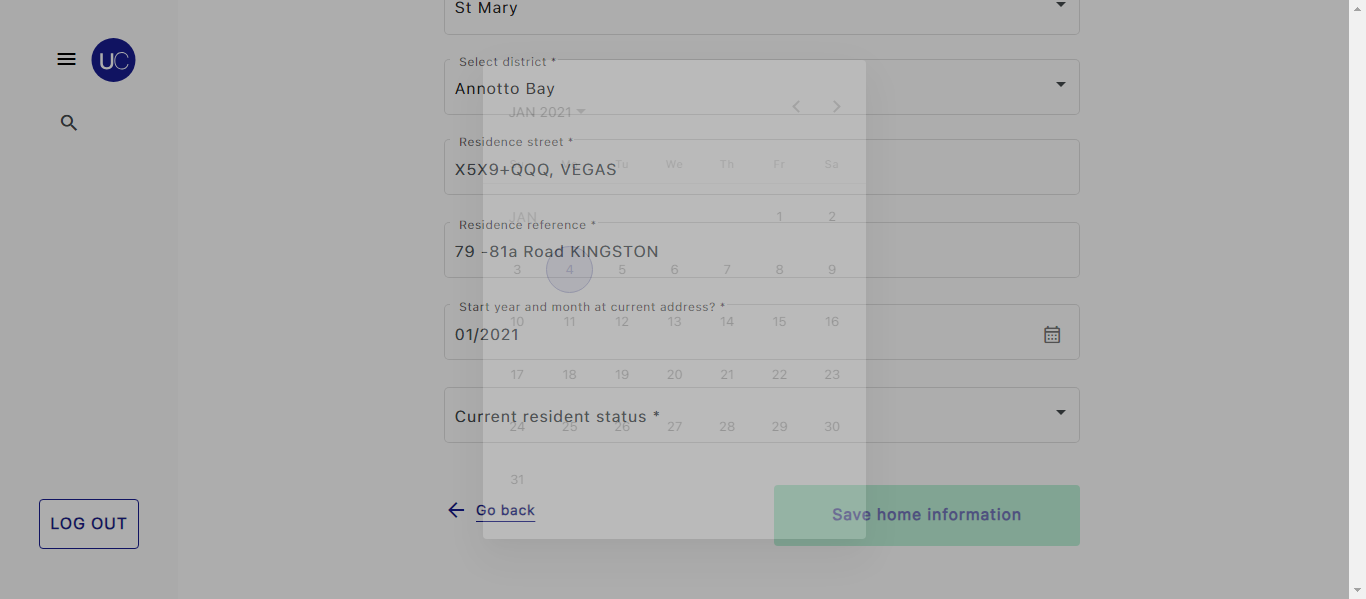 St Mary
UC
Select district *
Annotto Bay
JAN 2021
Residence street *
Su Mo Tu We Th Fr Sa
X5X9+QQQ, VEGAS
JAN 1 2
Residence reference *
79 -81a Road KINGSTON
3 4 5 6 7 8 9
Start year and month at current address? *
10 11 12 13 14 15 16
01/2021
17 18 19 20 21 22 23
Current resident status *
24 25 26 27 28 29 30
31
Go back
Save home information
LOG OUT